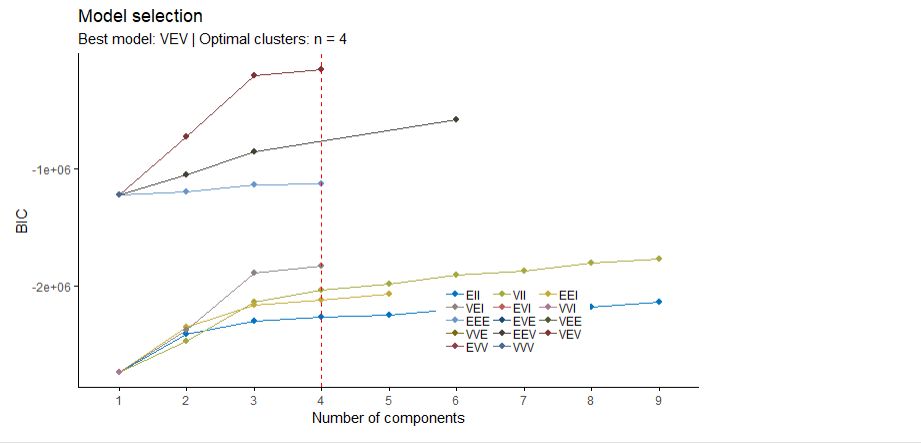 Model selection
Best model: VEV | Optimal clusters: n = 4
-1e+06
BIC
-2e+06
EII VII EEI
VEI EVI VVI
EEE EVE VEE
VVE EEV VEV
EVV VVV
1 2 3 4 5 6 7 8 9
Number of components